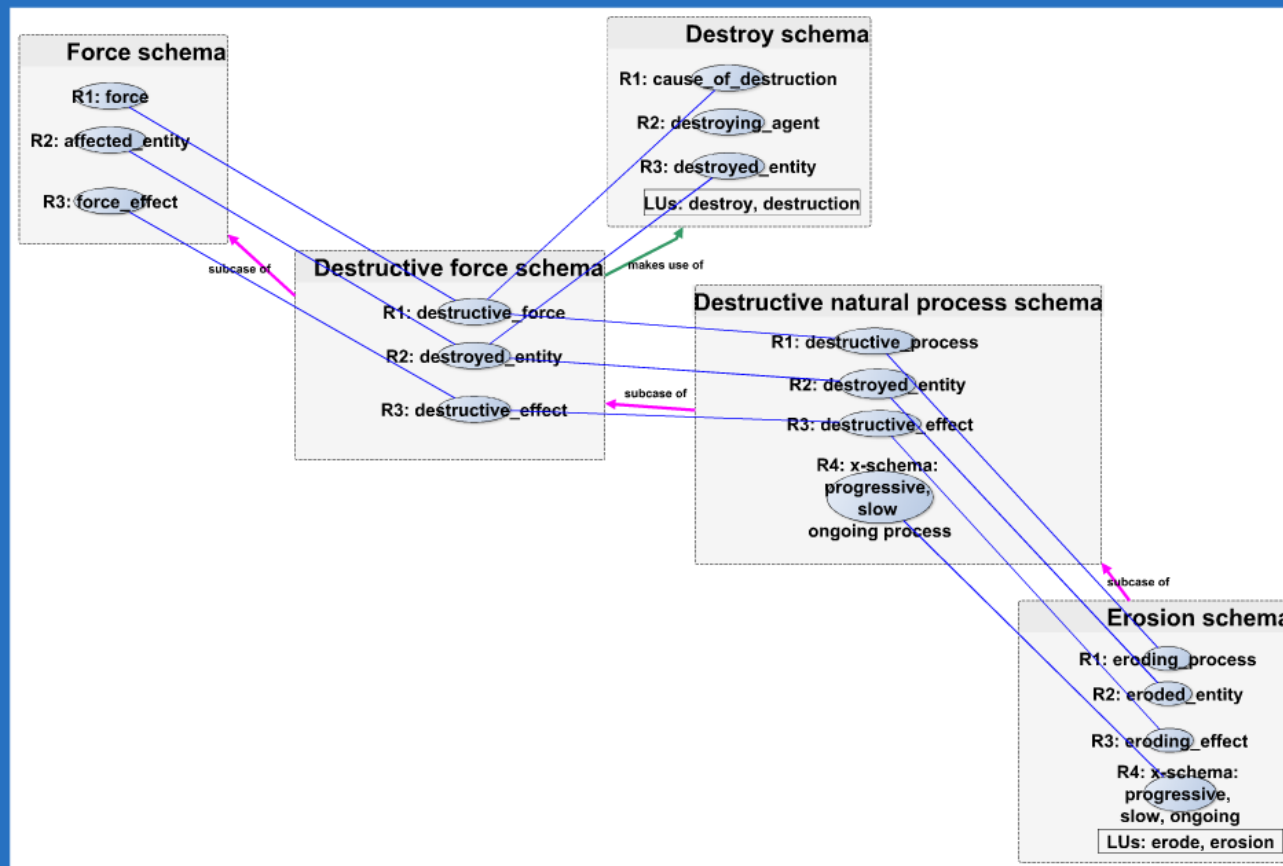 Force schema
R1: force
R2: affected_entity
R3: force_effect
Destroy schema
R1: cause_of_destruction
R2: destroying_agent
R3: destroyed_entity
LUs: destroy, destruction
subcase of
makes use of
Destructive force schema
R1: destructive_force
R2: destroyed_entity
R3: destructive_effect
subcase of
Destructive natural process schema
R1: destructive_process
R2: destroyed_entity
R3: destructive_effect
R4: x-schema:
progressive,
slow
ongoing process
subcase of
Erosion schema
R1: eroding_process
R2: eroded_entity
R3: eroding_effect
R4: x-schema:
progressive,
slow, ongoing
LUs: erode, erosion